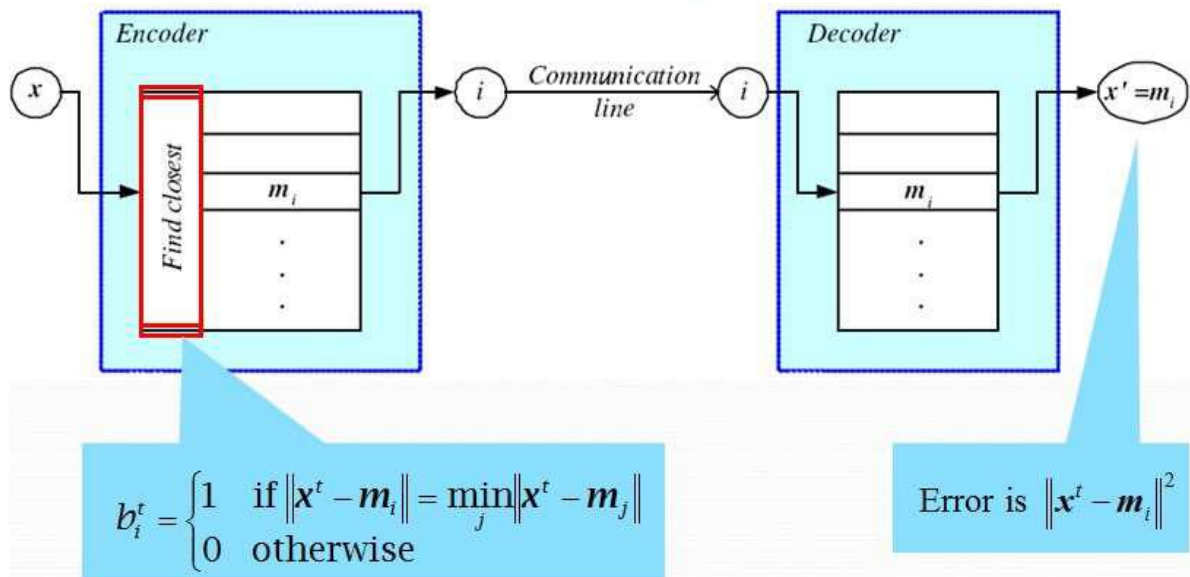 Encoder
Decoder
x
i
Communication
line
i
x' = m_i
Find closest
m_i
.
.
.
m_i
.
.
.
b_i^t = { 1 if ‖x^t − m_i‖ = min_j ‖x^t − m_j‖
0 otherwise
Error is ‖x^t − m_i‖²